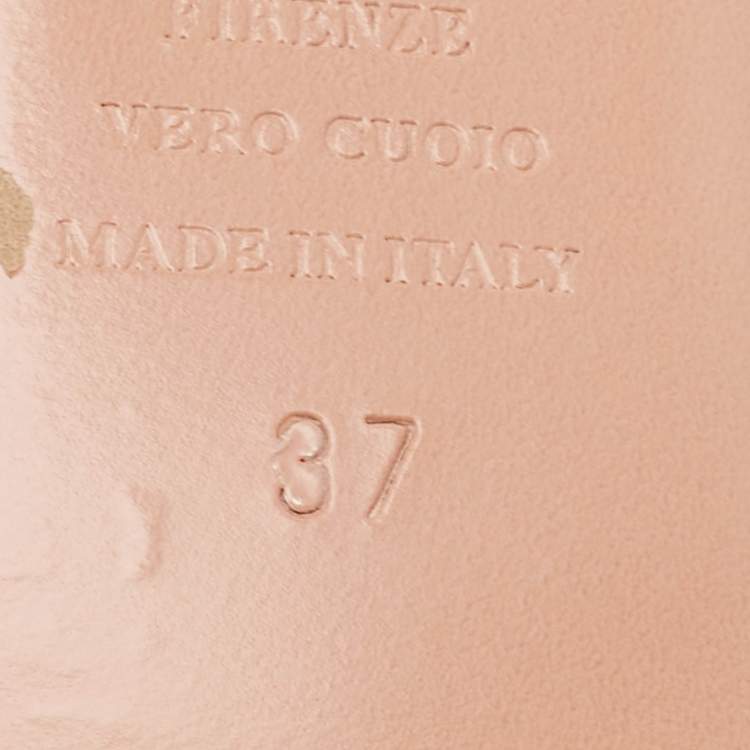 FIRENZE
VERO CUOIO
MADE IN ITALY
37